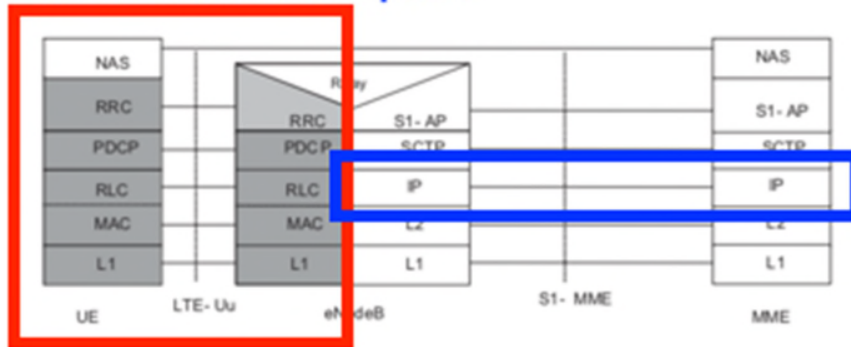 NAS
RRC
PDCP
RLC
MAC
L1
UE
LTE-Uu
RRC
PDCP
RLC
MAC
L1
S1-AP
SCTP
IP
L2
L1
eNodeB
S1-MME
NAS
S1-AP
SCTP
IP
L2
L1
MME